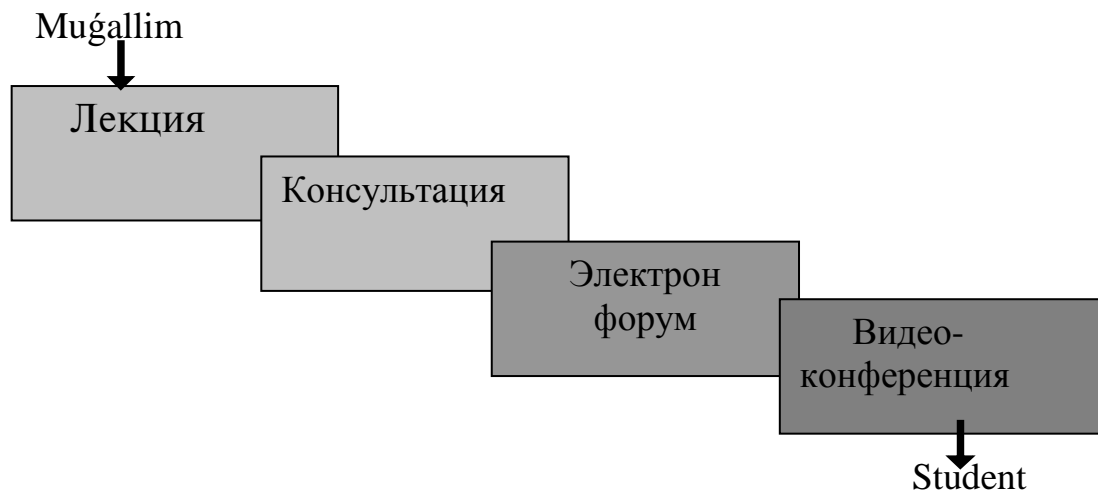 Muǵallim
Лекция
Консультация
Электрон
форум
Видео-
конференция
Student